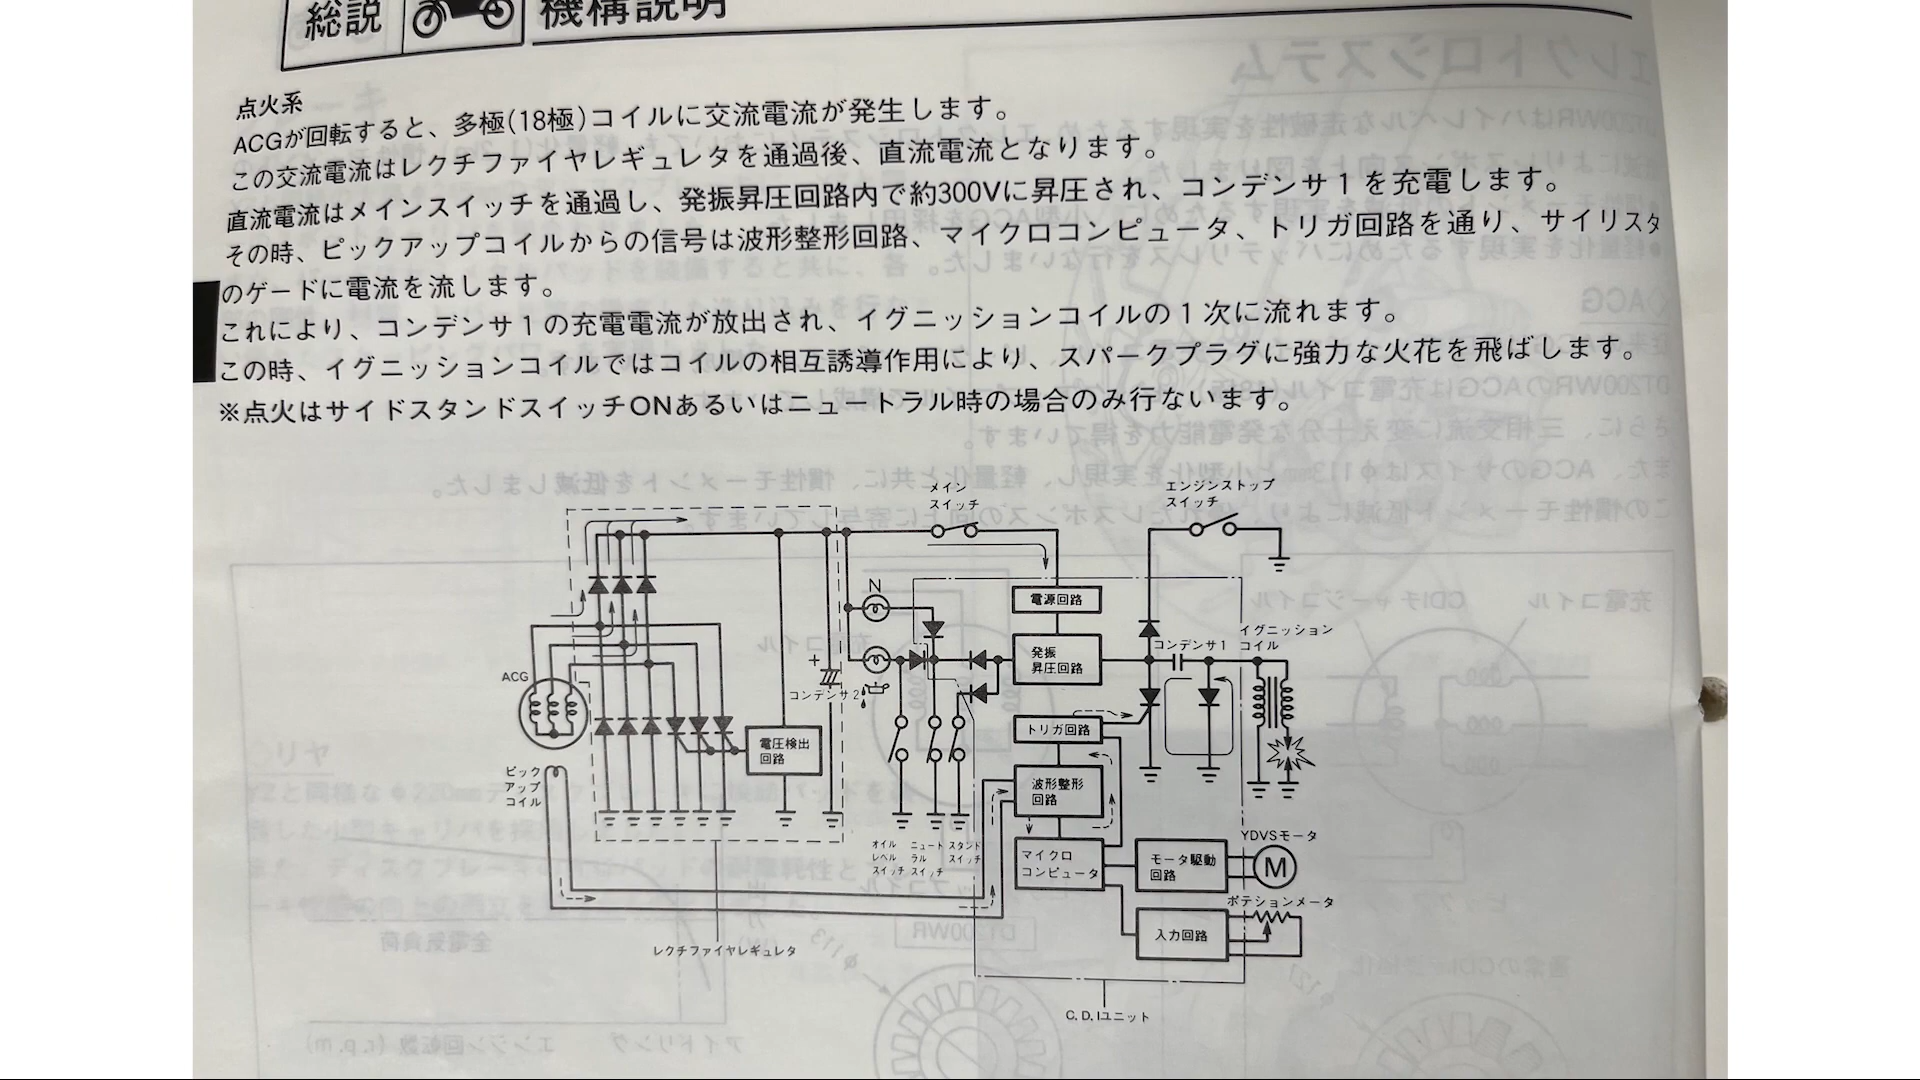 総説
機構説明
点火系
ACGが回転すると、多極(18極)コイルに交流電流が発生します。
この交流電流はレクチファイヤレギュレタを通過後、直流電流となります。
直流電流はメインスイッチを通過し、発振昇圧回路内で約300Vに昇圧され、コンデンサ1を充電します。
その時、ピックアップコイルからの信号は波形整形回路、マイクロコンピュータ、トリガ回路を通り、サイリスタ
のゲードに電流を流します。
これにより、コンデンサ1の充電電流が放出され、イグニッションコイルの1次に流れます。
この時、イグニッションコイルではコイルの相互誘導作用により、スパークプラグに強力な火花を飛ばします。
※点火はサイドスタンドスイッチONあるいはニュートラル時の場合のみ行ないます。
メイン
スイッチ
エンジンストップ
スイッチ
N
電源回路
イグニッション
コイル
コンデンサ1
発振
昇圧回路
ACG
+
コンデンサ2
トリガ回路
電圧検出
回路
ピック
アップ
コイル
波形整形
回路
オイル
レベル
スイッチ
ニュート
ラル
スイッチ
スタンド
スイッチ
マイクロ
コンピュータ
モータ駆動
回路
YDVSモータ
M
ポテションメータ
入力回路
レクチファイヤレギュレタ
C.D.Iユニット